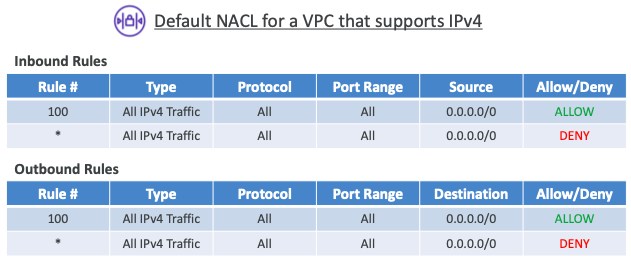 Default NACL for a VPC that supports IPv4
Inbound Rules
Rule # Type Protocol Port Range Source Allow/Deny
100 All IPv4 Traffic All All 0.0.0.0/0 ALLOW
* All IPv4 Traffic All All 0.0.0.0/0 DENY
Outbound Rules
Rule # Type Protocol Port Range Destination Allow/Deny
100 All IPv4 Traffic All All 0.0.0.0/0 ALLOW
* All IPv4 Traffic All All 0.0.0.0/0 DENY